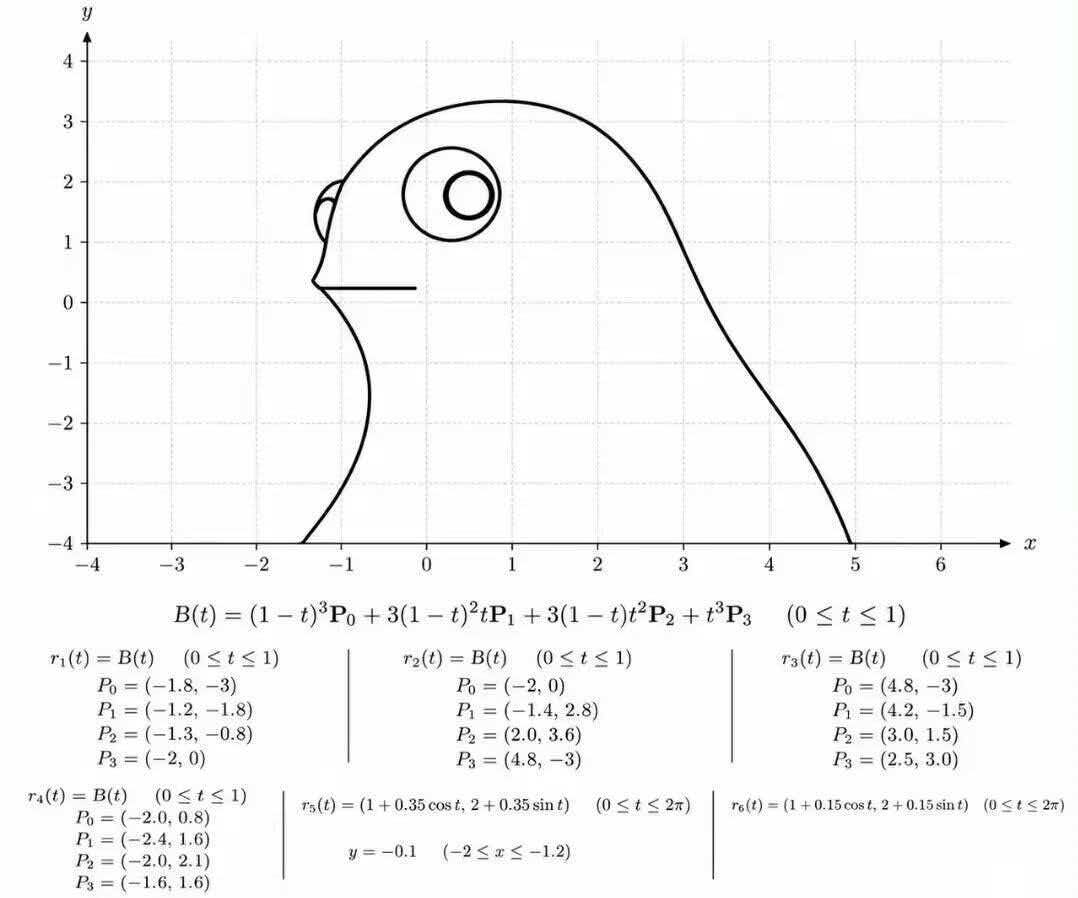 y
4
3
2
1
0
−1
−2
−3
−4
−4 −3 −2 −1 0 1 2 3 4 5 6 x
B(t) = (1 − t)³P₀ + 3(1 − t)²tP₁ + 3(1 − t)t²P₂ + t³P₃ (0 ≤ t ≤ 1)
r₁(t) = B(t) (0 ≤ t ≤ 1)
P₀ = (−1.8, −3)
P₁ = (−1.2, −1.8)
P₂ = (−1.3, −0.8)
P₃ = (−2, 0)
r₂(t) = B(t) (0 ≤ t ≤ 1)
P₀ = (−2, 0)
P₁ = (−1.4, 2.8)
P₂ = (2.0, 3.6)
P₃ = (4.8, −3)
r₃(t) = B(t) (0 ≤ t ≤ 1)
P₀ = (4.8, −3)
P₁ = (4.2, −1.5)
P₂ = (3.0, 1.5)
P₃ = (2.5, 3.0)
r₄(t) = B(t) (0 ≤ t ≤ 1)
P₀ = (−2.0, 0.8)
P₁ = (−2.4, 1.6)
P₂ = (−2.0, 2.1)
P₃ = (−1.6, 1.6)
r₅(t) = (1 + 0.35 cos t, 2 + 0.35 sin t) (0 ≤ t ≤ 2π)
y = −0.1 (−2 ≤ x ≤ −1.2)
r₆(t) = (1 + 0.15 cos t, 2 + 0.15 sin t) (0 ≤ t ≤ 2π)